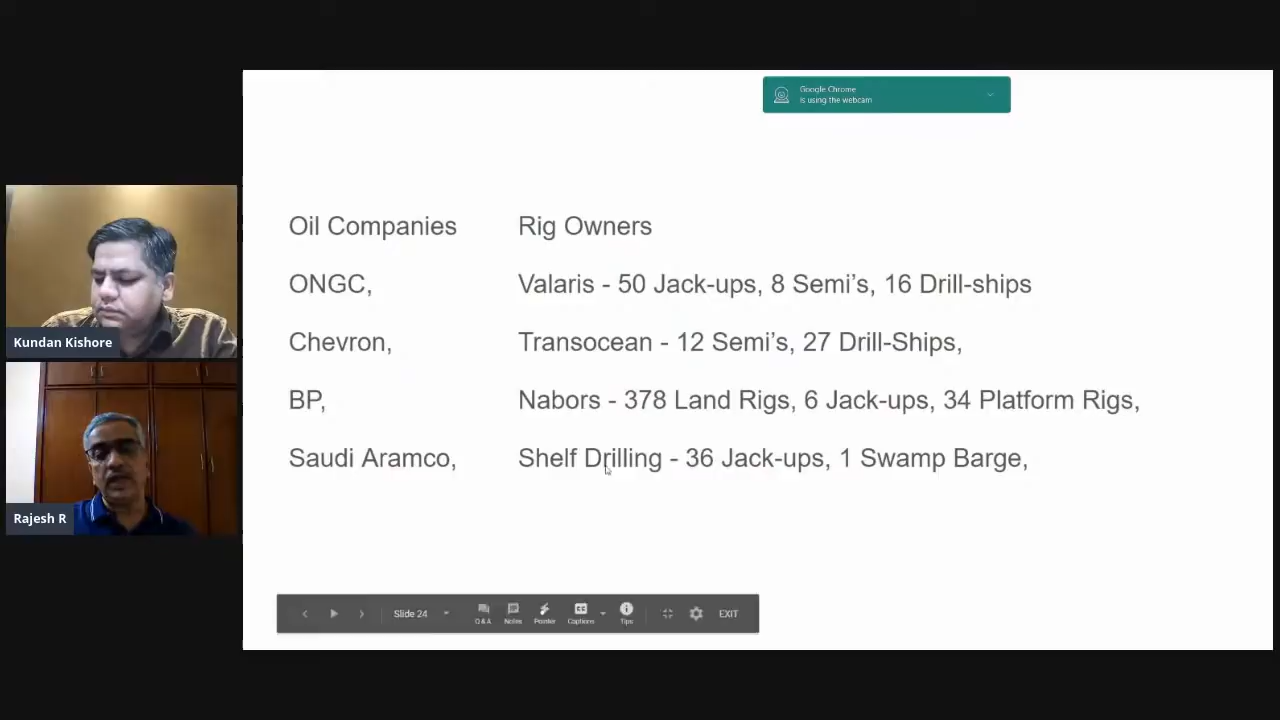 Google Chrome
is using the webcam
Oil Companies Rig Owners
ONGC, Valaris - 50 Jack-ups, 8 Semi’s, 16 Drill-ships
Chevron, Transocean - 12 Semi’s, 27 Drill-Ships,
BP, Nabors - 378 Land Rigs, 6 Jack-ups, 34 Platform Rigs,
Saudi Aramco, Shelf Drilling - 36 Jack-ups, 1 Swamp Barge,
Kundan Kishore
Rajesh R
Slide 24 Q&A Notes Pointer CC Captions Tips EXIT